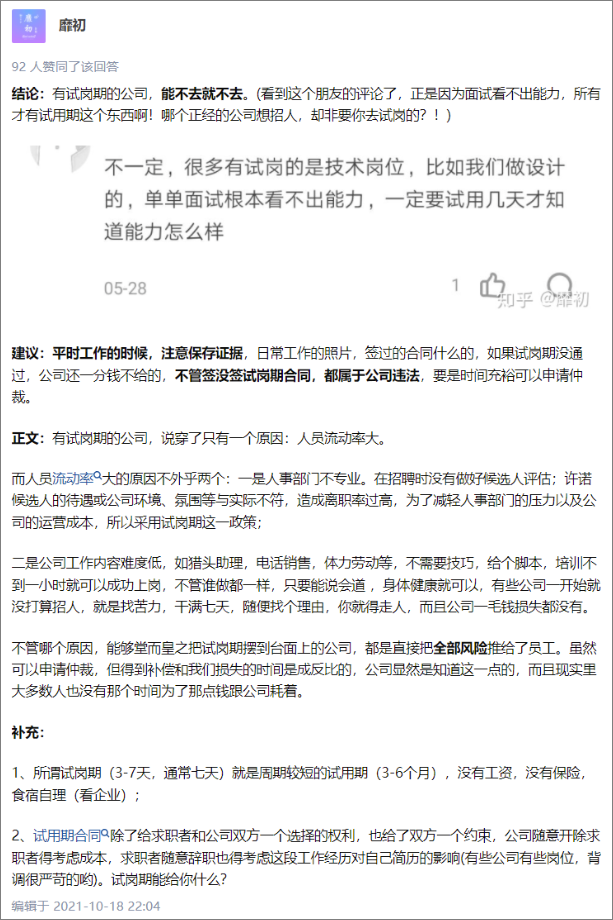 靡初
92 人赞同了该回答
结论：有试岗期的公司，能不去就不去。(看到这个朋友的评论了，正是因为面试看不出能力，所有
才有试用期这个东西啊！哪个正经的公司想招人，却非要你去试岗的？！)
不一定，很多有试岗的是技术岗位，比如我们做设计
的，单单面试根本看不出能力，一定要试用几天才知
道能力怎么样
05-28
1
知乎 @靡初
建议：平时工作的时候，注意保存证据，日常工作的照片，签过的合同什么的，如果试岗期没通
过，公司还一分钱不给的，不管签没签试岗期合同，都属于公司违法，要是时间充裕可以申请仲
裁。
正文：有试岗期的公司，说穿了只有一个原因：人员流动率大。
而人员流动率大的原因不外乎两个：一是人事部门不专业。在招聘时没有做好候选人评估；许诺
候选人的待遇或公司环境、氛围等与实际不符，造成离职率过高，为了减轻人事部门的压力以及公
司的运营成本，所以采用试岗期这一政策；
二是公司工作内容难度低，如猎头助理，电话销售，体力劳动等，不需要技巧，给个脚本，培训不
到一小时就可以成功上岗，不管谁做都一样，只要能说会道 ，身体健康就可以，有些公司一开始就
没打算招人，就是找苦力，干满七天，随便找个理由，你就得走人，而且公司一毛钱损失都没有。
不管哪个原因，能够堂而皇之把试岗期摆到台面上的公司，都是直接把全部风险推给了员工。虽然
可以申请仲裁，但得到补偿和我们损失的时间是成反比的，公司显然是知道这一点的，而且现实里
大多数人也没有那个时间为了那点钱跟公司耗着。
补充：
1、所谓试岗期（3-7天，通常七天）就是周期较短的试用期（3-6个月），没有工资，没有保险，
食宿自理（看企业）；
2、试用期合同除了给求职者和公司双方一个选择的权利，也给了双方一个约束，公司随意开除求
职者得考虑成本，求职者随意辞职也得考虑这段工作经历对自己简历的影响(有些公司有些岗位，背
调很严苛的哟)。试岗期能给你什么？
编辑于 2021-10-18 22:04